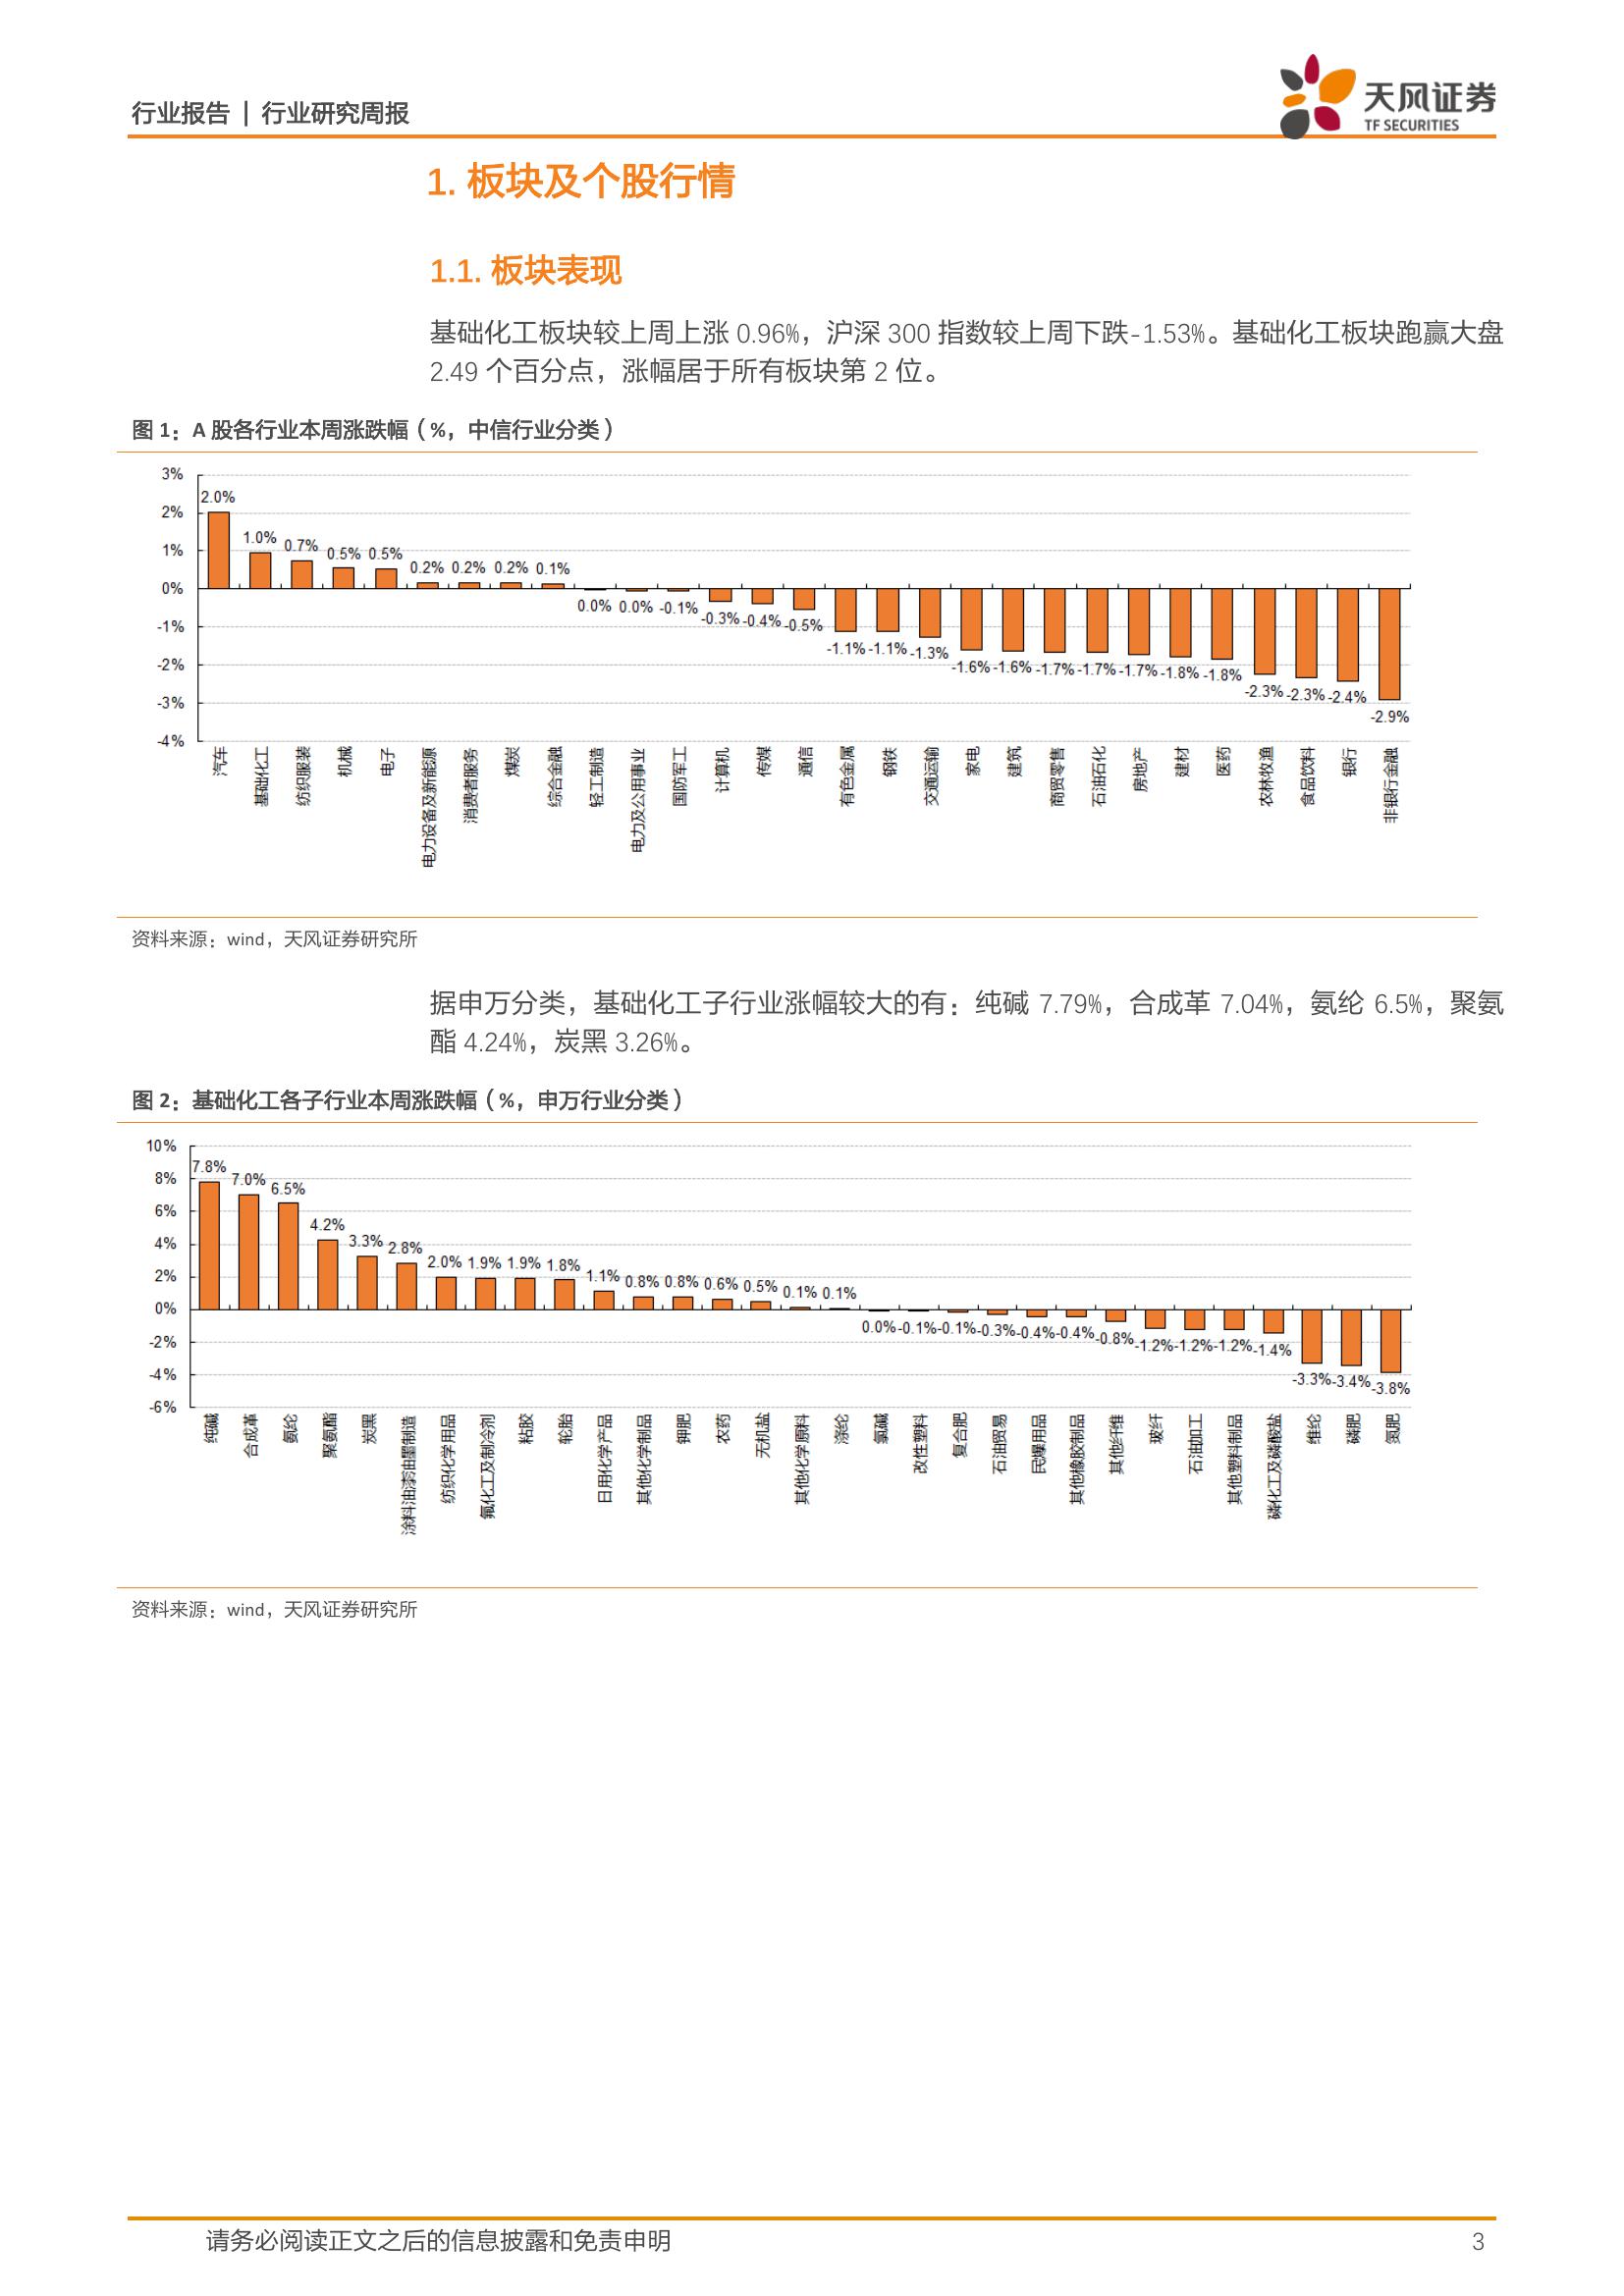 行业报告 | 行业研究周报
天风证券
TF SECURITIES
1. 板块及个股行情
1.1. 板块表现
基础化工板块较上周上涨 0.96%，沪深 300 指数较上周下跌-1.53%。基础化工板块跑赢大盘
2.49 个百分点，涨幅居于所有板块第 2 位。
图 1：A 股各行业本周涨跌幅（%，中信行业分类）
3%
2%
1%
0%
-1%
-2%
-3%
-4%
2.0% 1.0% 0.7% 0.5% 0.5% 0.2% 0.2% 0.2% 0.1% 0.0% 0.0% -0.1% -0.3% -0.4% -0.5% -1.1% -1.1% -1.3% -1.6% -1.6% -1.7% -1.7% -1.7% -1.8% -1.8% -2.3% -2.3% -2.4% -2.9%
汽车 基础化工 纺织服装 机械 电子 电力设备及新能源 消费者服务 煤炭 综合金融 轻工制造 电力及公用事业 国防军工 计算机 传媒 通信 有色金属 钢铁 交通运输 家电 建筑 商贸零售 石油石化 房地产 建材 医药 农林牧渔 食品饮料 银行 非银行金融
资料来源：wind，天风证券研究所
据申万分类，基础化工子行业涨幅较大的有：纯碱 7.79%，合成革 7.04%，氨纶 6.5%，聚氨
酯 4.24%，炭黑 3.26%。
图 2：基础化工各子行业本周涨跌幅（%，申万行业分类）
10%
8%
6%
4%
2%
0%
-2%
-4%
-6%
7.8% 7.0% 6.5% 4.2% 3.3% 2.8% 2.0% 1.9% 1.9% 1.8% 1.1% 0.8% 0.8% 0.6% 0.5% 0.1% 0.1% 0.0% -0.1% -0.1% -0.3% -0.4% -0.4% -0.8% -1.2% -1.2% -1.2% -1.4% -3.3% -3.4% -3.8%
纯碱 合成革 氨纶 聚氨酯 炭黑 涂料油漆油墨制造 纺织化学用品 氟化工及制冷剂 粘胶 轮胎 日用化学产品 其他化学制品 钾肥 农药 无机盐 其他化学原料 涤纶 氯碱 改性塑料 复合肥 石油贸易 民爆用品 其他橡胶制品 其他纤维 玻纤 石油加工 其他塑料制品 磷化工及磷酸盐 维纶 磷肥 氮肥
资料来源：wind，天风证券研究所
请务必阅读正文之后的信息披露和免责申明
3